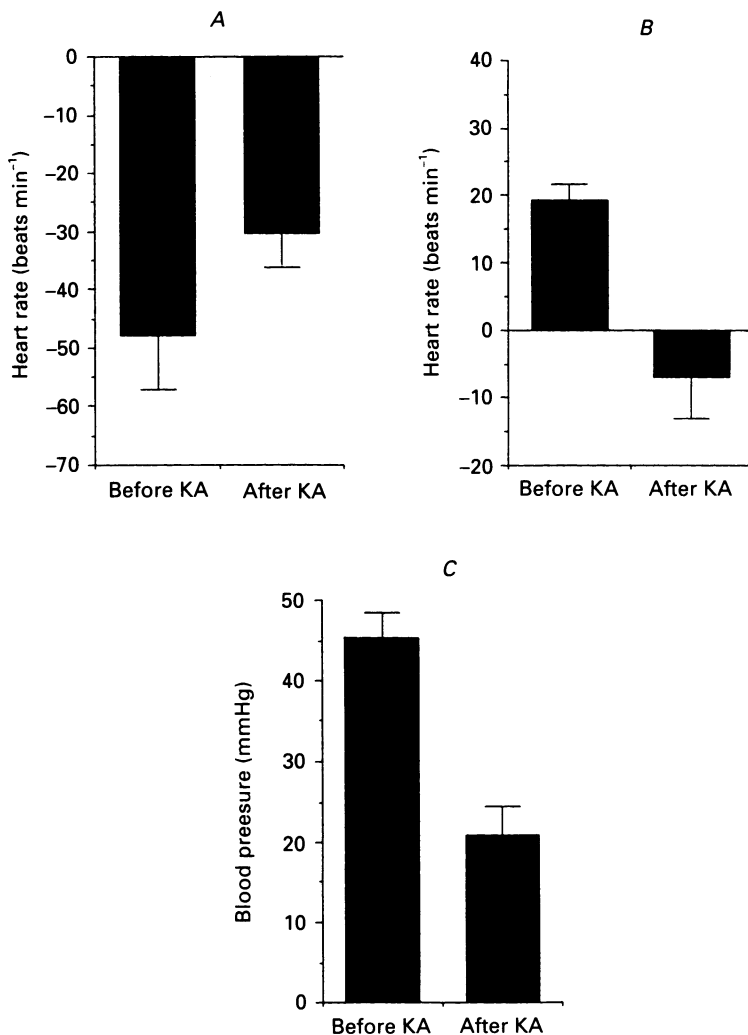 A
0
−10
−20
−30
−40
−50
−60
−70
Heart rate (beats min⁻¹)
Before KA
After KA
B
40
30
20
10
0
−10
−20
Heart rate (beats min⁻¹)
Before KA
After KA
C
50
40
30
20
10
0
Blood preesure (mmHg)
Before KA
After KA